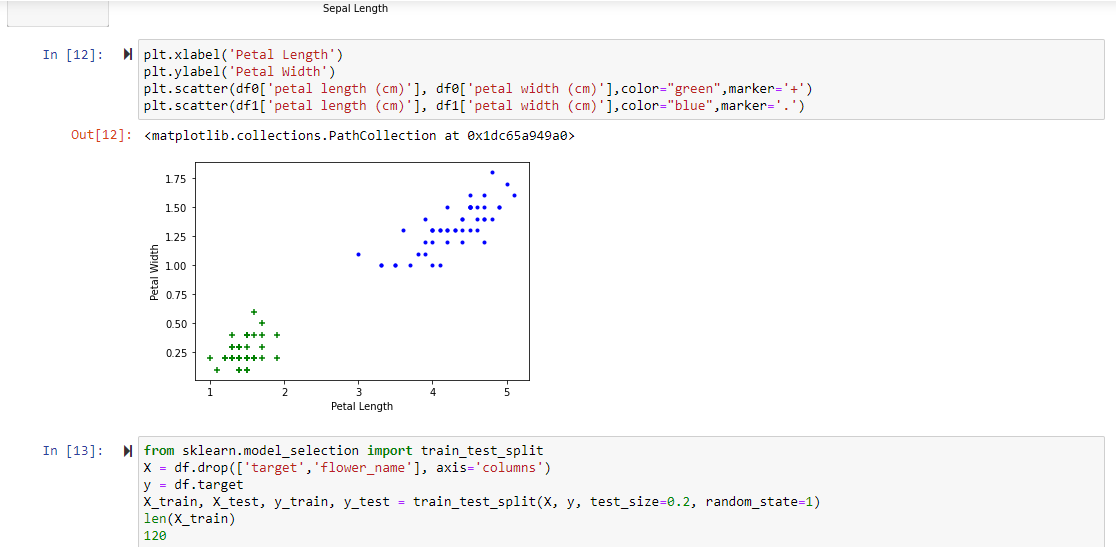 Sepal Length
In [12]:
plt.xlabel('Petal Length')
plt.ylabel('Petal Width')
plt.scatter(df0['petal length (cm)'], df0['petal width (cm)'],color="green",marker='+')
plt.scatter(df1['petal length (cm)'], df1['petal width (cm)'],color="blue",marker='.')
Out[12]: <matplotlib.collections.PathCollection at 0x1dc65a949a0>
1.75
1.50
1.25
1.00
0.75
0.50
0.25
Petal Width
1 2 3 4 5
Petal Length
In [13]:
from sklearn.model_selection import train_test_split
X = df.drop(['target','flower_name'], axis='columns')
y = df.target
X_train, X_test, y_train, y_test = train_test_split(X, y, test_size=0.2, random_state=1)
len(X_train)
120